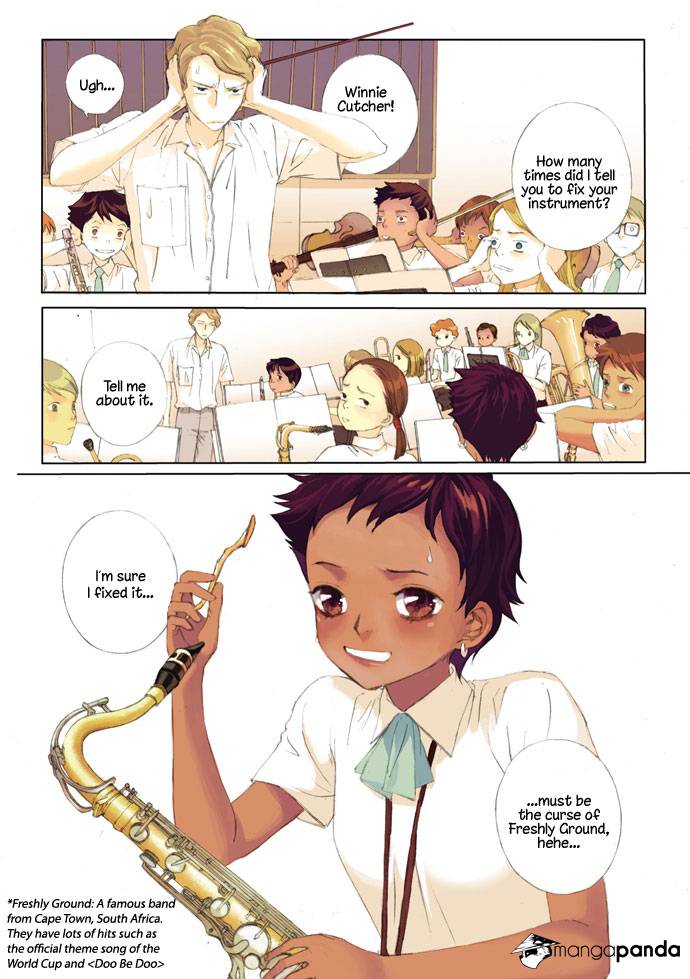 Ugh...
Winnie
Cutcher!
How many
times did I tell
you to fix your
instrument?
Tell me
about it.
I'm sure
I fixed it...
...must be
the curse of
Freshly Ground,
hehe...
*Freshly Ground: A famous band
from Cape Town, South Africa.
They have lots of hits such as
the official theme song of the
World Cup and <Doo Be Doo>
mangapanda